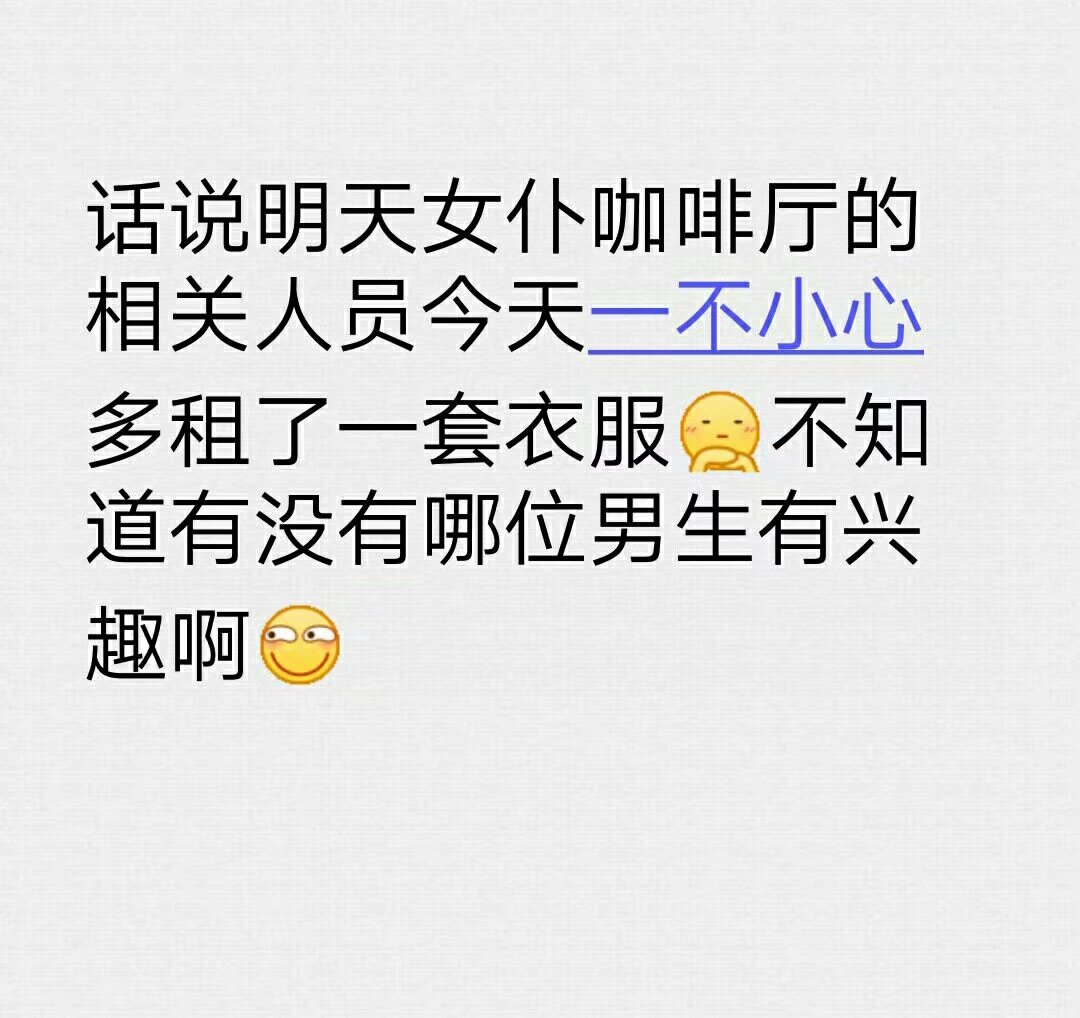 话说明天女仆咖啡厅的
相关人员今天一不小心
多租了一套衣服不知
道有没有哪位男生有兴
趣啊